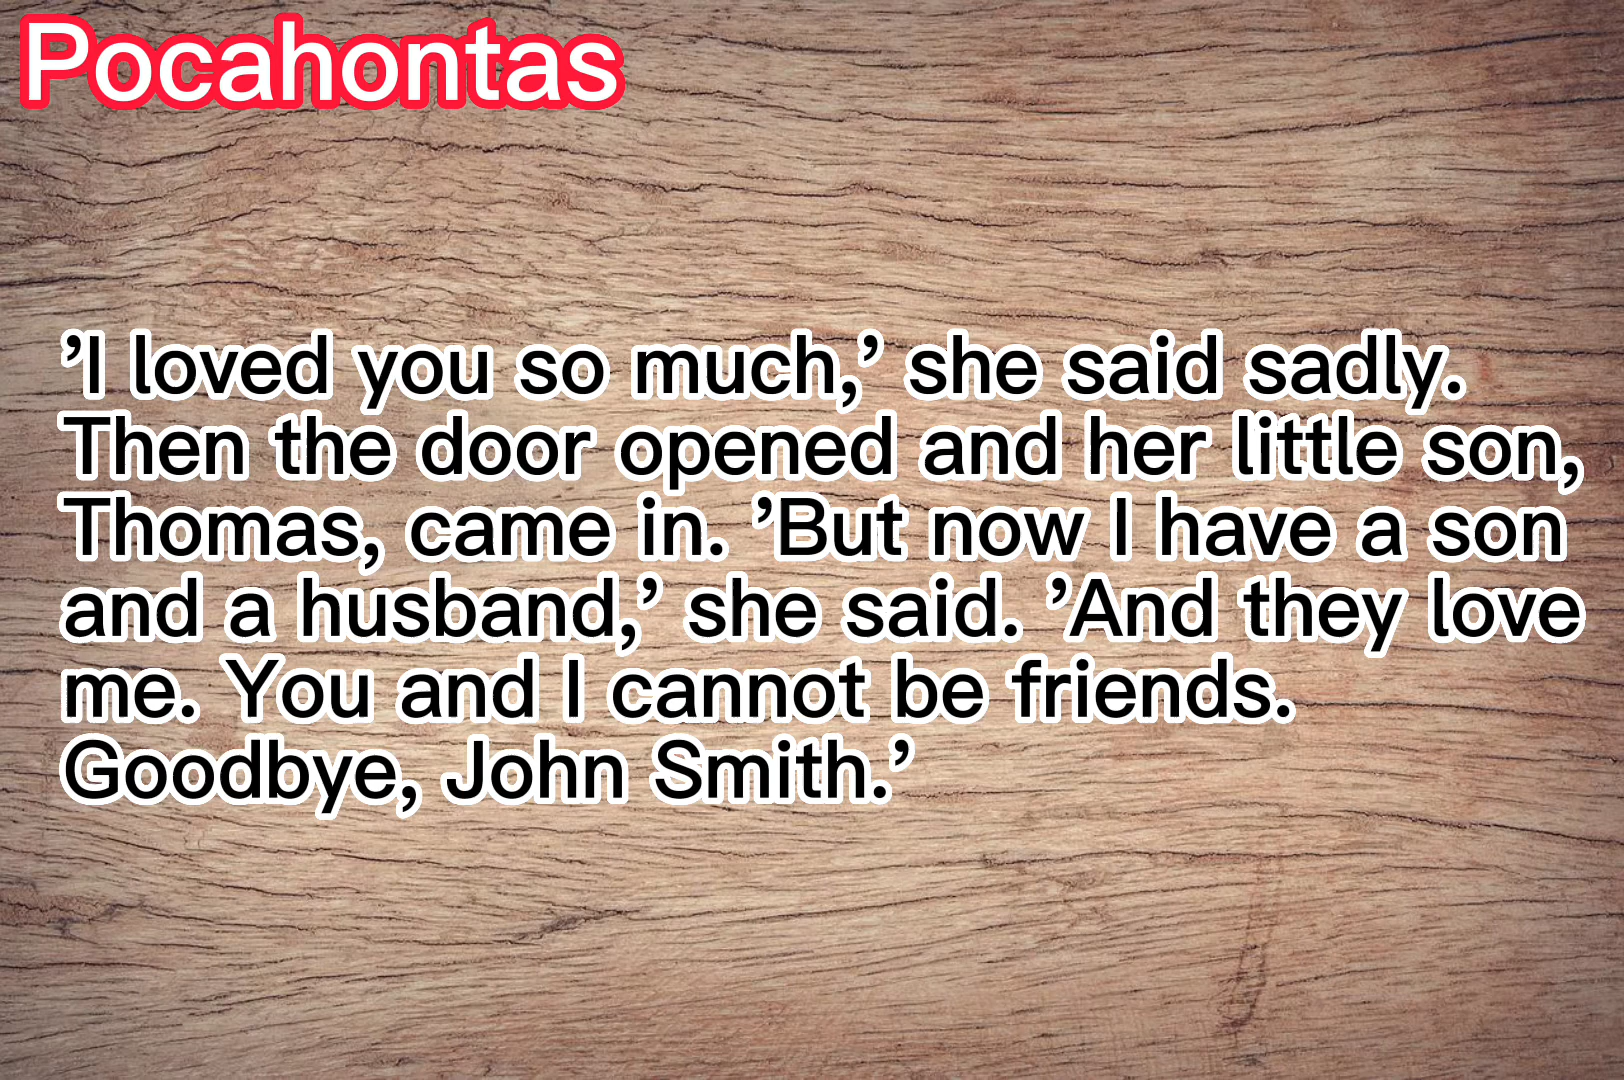 Pocahontas
’I loved you so much,’ she said sadly.
Then the door opened and her little son,
Thomas, came in. ’But now I have a son
and a husband,’ she said. ’And they love
me. You and I cannot be friends.
Goodbye, John Smith.’